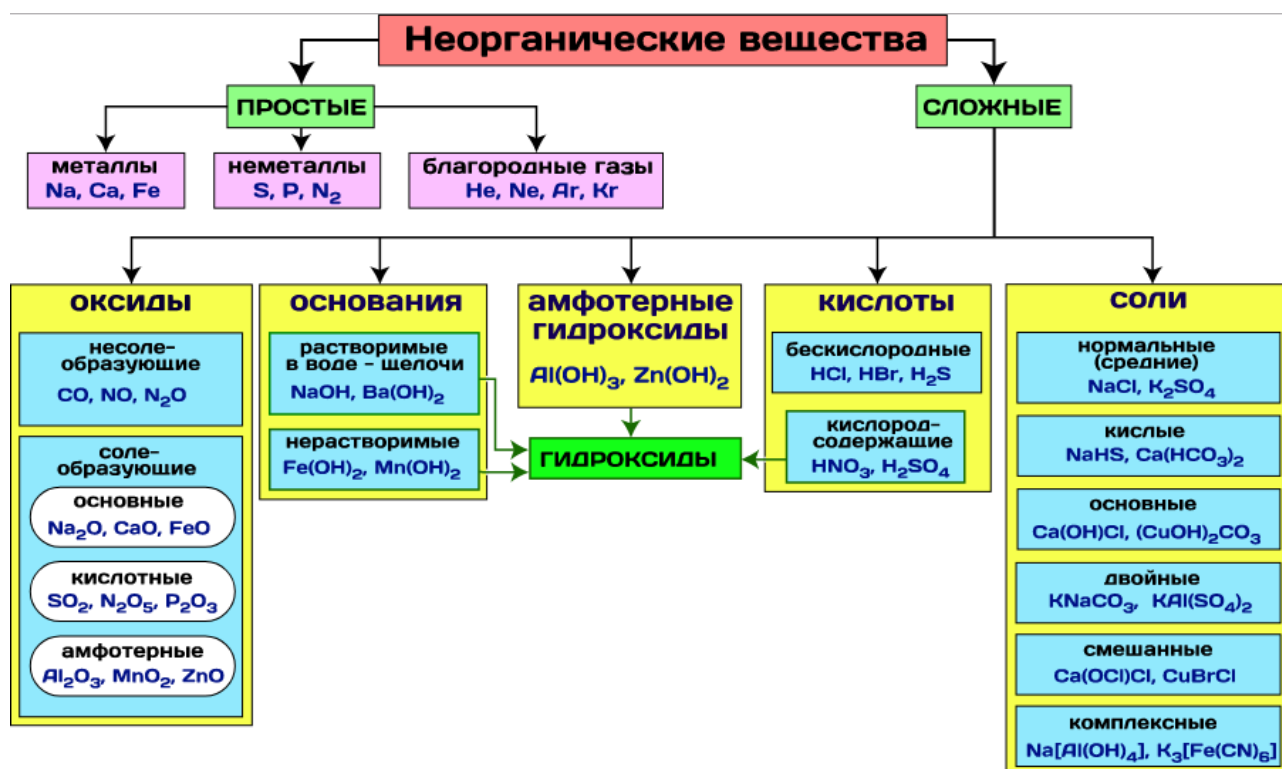 Неорганические вещества
ПРОСТЫЕ
СЛОЖНЫЕ
металлы
Na, Ca, Fe
неметаллы
S, P, N₂
благородные газы
He, Ne, Ar, Kr
оксиды
несоле-
образующие
CO, NO, N₂O
соле-
образующие
основные
Na₂O, CaO, FeO
кислотные
SO₂, N₂O₅, P₂O₃
амфотерные
Al₂O₃, MnO₂, ZnO
основания
растворимые
в воде – щелочи
NaOH, Ba(OH)₂
нерастворимые
Fe(OH)₂, Mn(OH)₂
амфотерные
гидроксиды
Al(OH)₃, Zn(OH)₂
ГИДРОКСИДЫ
кислоты
бескислородные
HCl, HBr, H₂S
кислород-
содержащие
HNO₃, H₂SO₄
соли
нормальные
(средние)
NaCl, K₂SO₄
кислые
NaHS, Ca(HCO₃)₂
основные
Ca(OH)Cl, (CuOH)₂CO₃
двойные
KNaCO₃, KAl(SO₄)₂
смешанные
Ca(OCl)Cl, CuBrCl
комплексные
Na[Al(OH)₄], K₃[Fe(CN)₆]